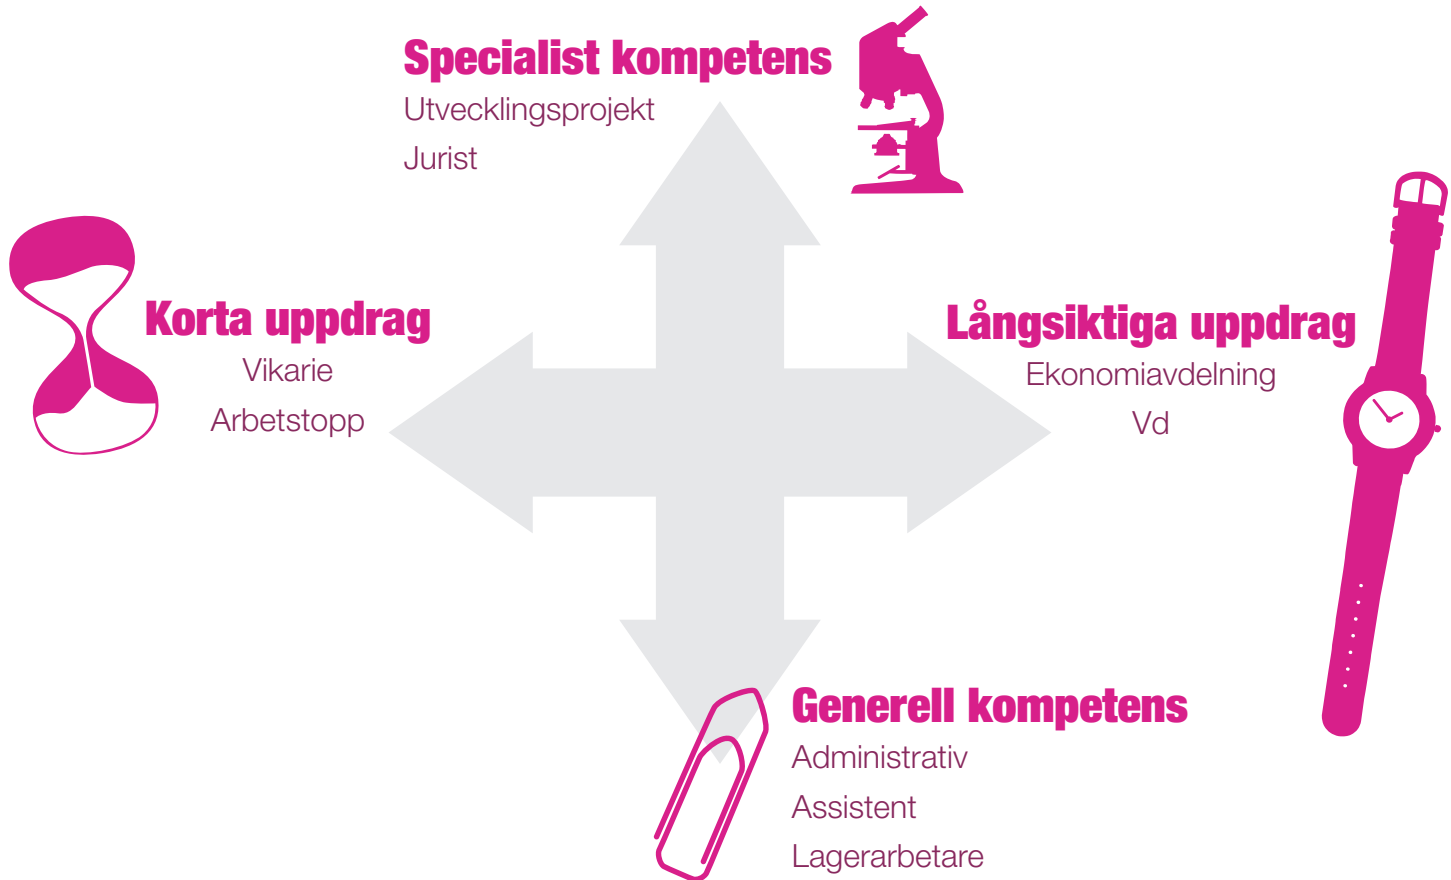 Specialist kompetens
Utvecklingsprojekt
Jurist
Korta uppdrag
Vikarie
Arbetstopp
Långsiktiga uppdrag
Ekonomiavdelning
Vd
Generell kompetens
Administrativ
Assistent
Lagerarbetare